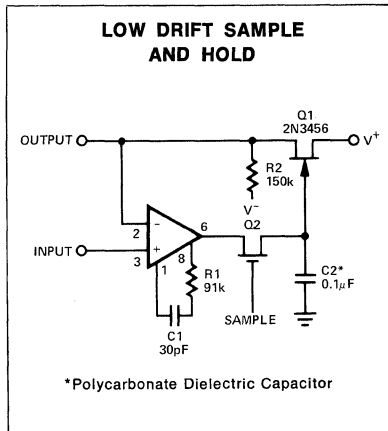 LOW DRIFT SAMPLE
AND HOLD
Q1
2N3456
V+
OUTPUT
R2
150k
V−
Q2
2
−
6
INPUT
+
3
1
8
R1
91k
C2*
0.1μF
C1
30pF
SAMPLE
*Polycarbonate Dielectric Capacitor